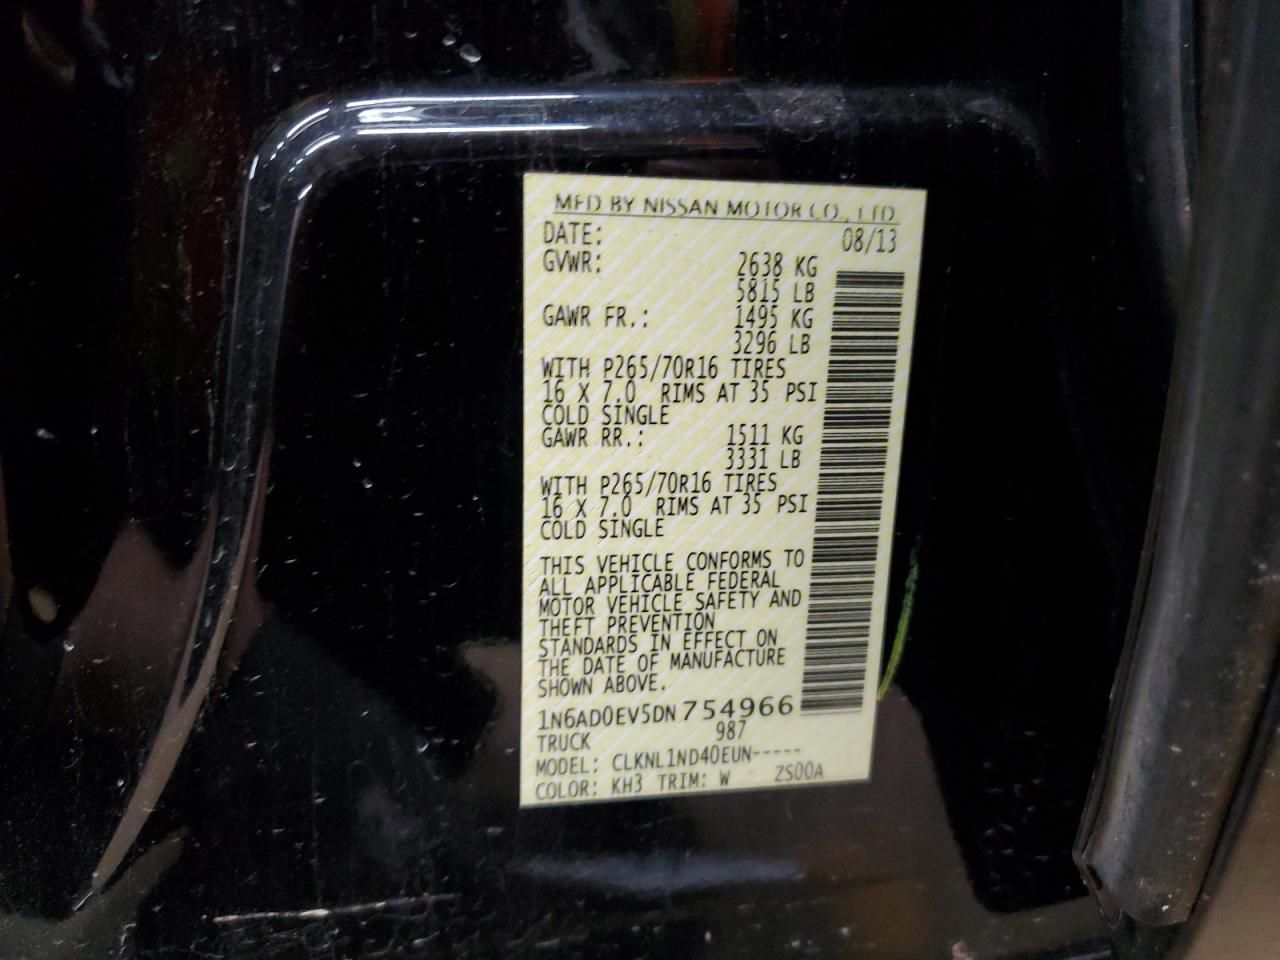 MFD BY NISSAN MOTOR CO., LTD.
DATE: 08/13
GVWR: 2638 KG
5815 LB
GAWR FR.: 1495 KG
3296 LB
WITH P265/70R16 TIRES
16 X 7.0 RIMS AT 35 PSI
COLD SINGLE
GAWR RR.: 1511 KG
3331 LB
WITH P265/70R16 TIRES
16 X 7.0 RIMS AT 35 PSI
COLD SINGLE
THIS VEHICLE CONFORMS TO
ALL APPLICABLE FEDERAL
MOTOR VEHICLE SAFETY AND
THEFT PREVENTION
STANDARDS IN EFFECT ON
THE DATE OF MANUFACTURE
SHOWN ABOVE.
1N6AD0EV5DN754966
TRUCK 987
MODEL: CLKNL1ND40EUN-----
COLOR: KH3 TRIM: W ZS00A